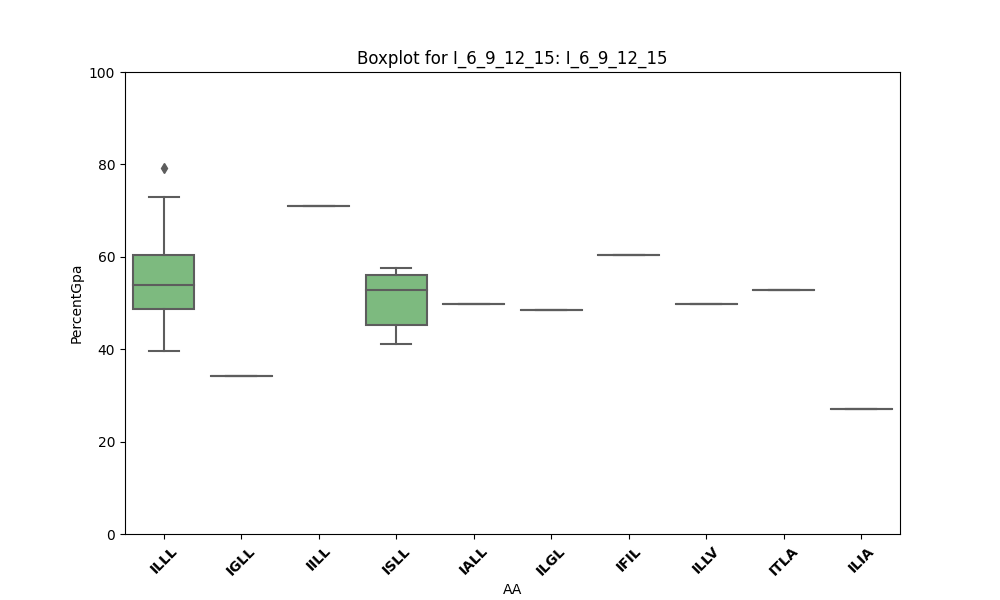 Boxplot for I_6_9_12_15: I_6_9_12_15
100
80
60
40
20
0
PercentGpa
ILLL
IGLL
IILL
ISLL
IALL
ILGL
IFIL
ILLV
ITLA
ILIA
AA